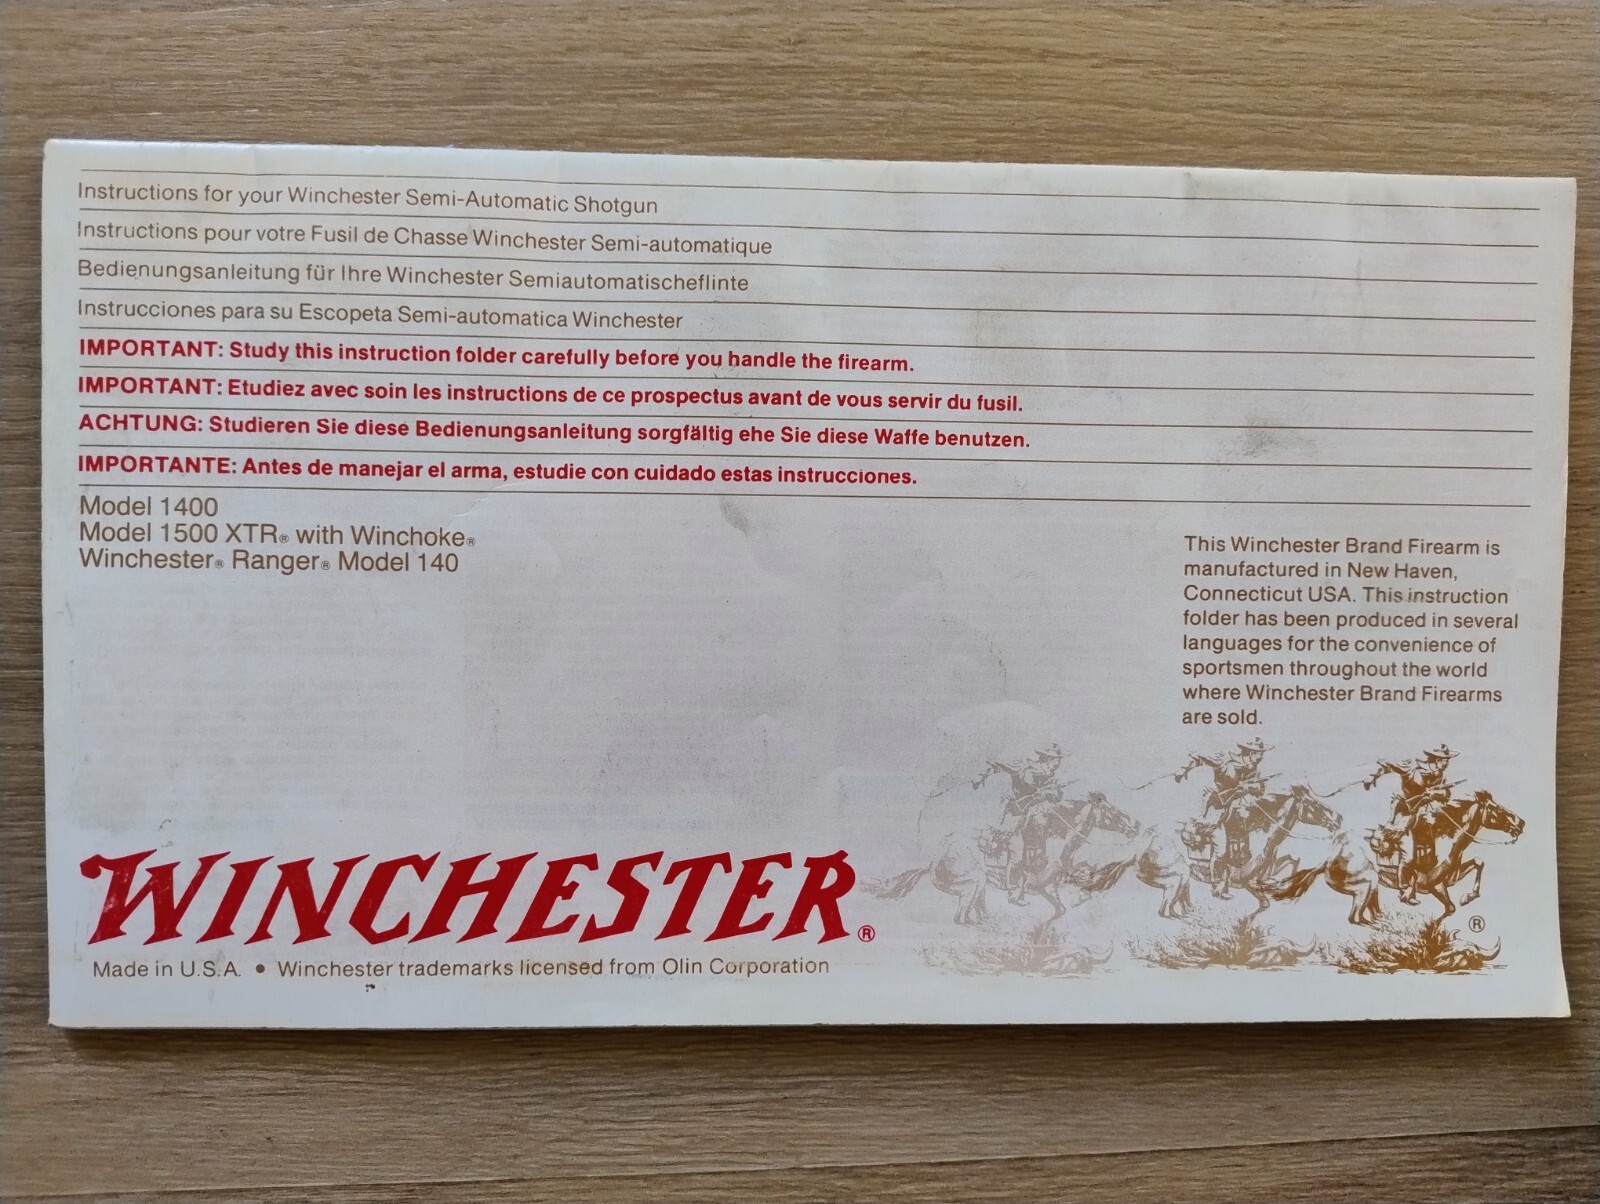 Instructions for your Winchester Semi-Automatic Shotgun
Instructions pour votre Fusil de Chasse Winchester Semi-automatique
Bedienungsanleitung für Ihre Winchester Semiautomatischeflinte
Instrucciones para su Escopeta Semi-automatica Winchester
IMPORTANT: Study this instruction folder carefully before you handle the firearm.
IMPORTANT: Etudiez avec soin les instructions de ce prospectus avant de vous servir du fusil.
ACHTUNG: Studieren Sie diese Bedienungsanleitung sorgfältig ehe Sie diese Waffe benutzen.
IMPORTANTE: Antes de manejar el arma, estudie con cuidado estas instrucciones.
Model 1400
Model 1500 XTR® with Winchoke®
Winchester® Ranger® Model 140
This Winchester Brand Firearm is
manufactured in New Haven,
Connecticut USA. This instruction
folder has been produced in several
languages for the convenience of
sportsmen throughout the world
where Winchester Brand Firearms
are sold.
WINCHESTER®
®
Made in U.S.A. • Winchester trademarks licensed from Olin Corporation